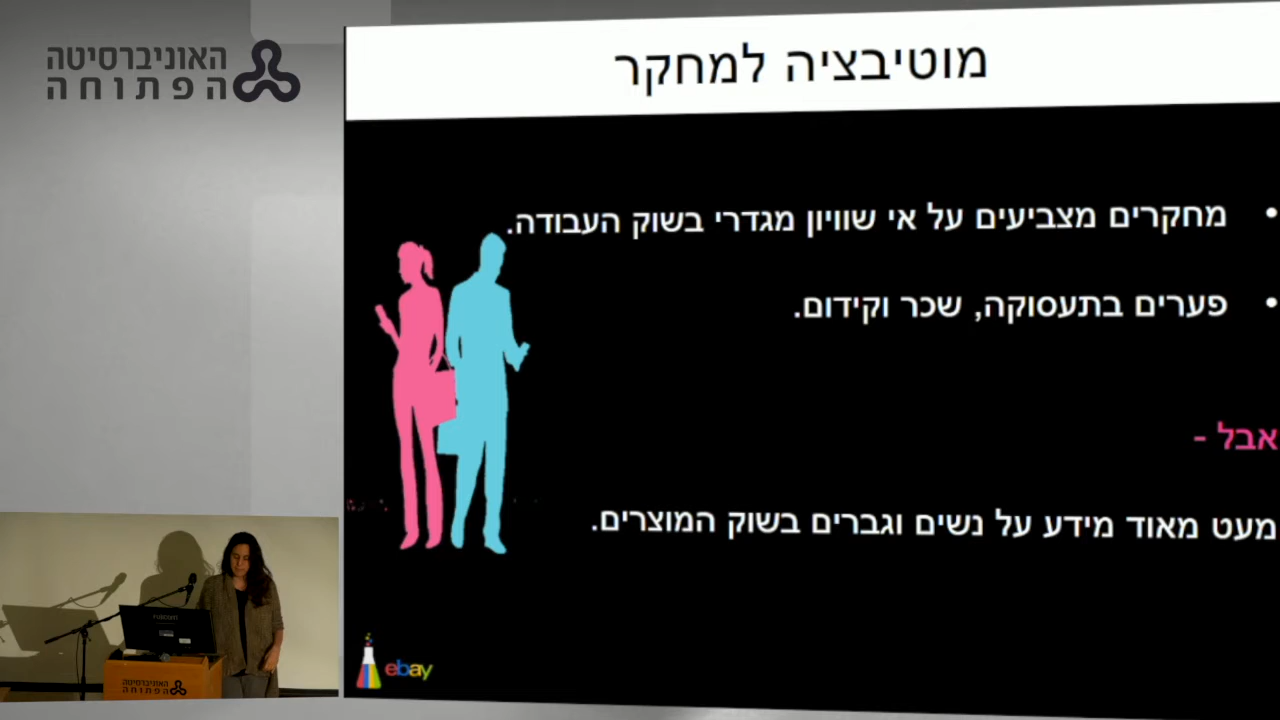 האוניברסיטה
הפתוחה
מוטיבציה למחקר
• מחקרים מצביעים על אי שוויון מגדרי בשוק העבודה.
• פערים בתעסוקה, שכר וקידום.
אבל -
מעט מאוד מידע על נשים וגברים בשוק המוצרים.
ebay
האוניברסיטה
הפתוחה